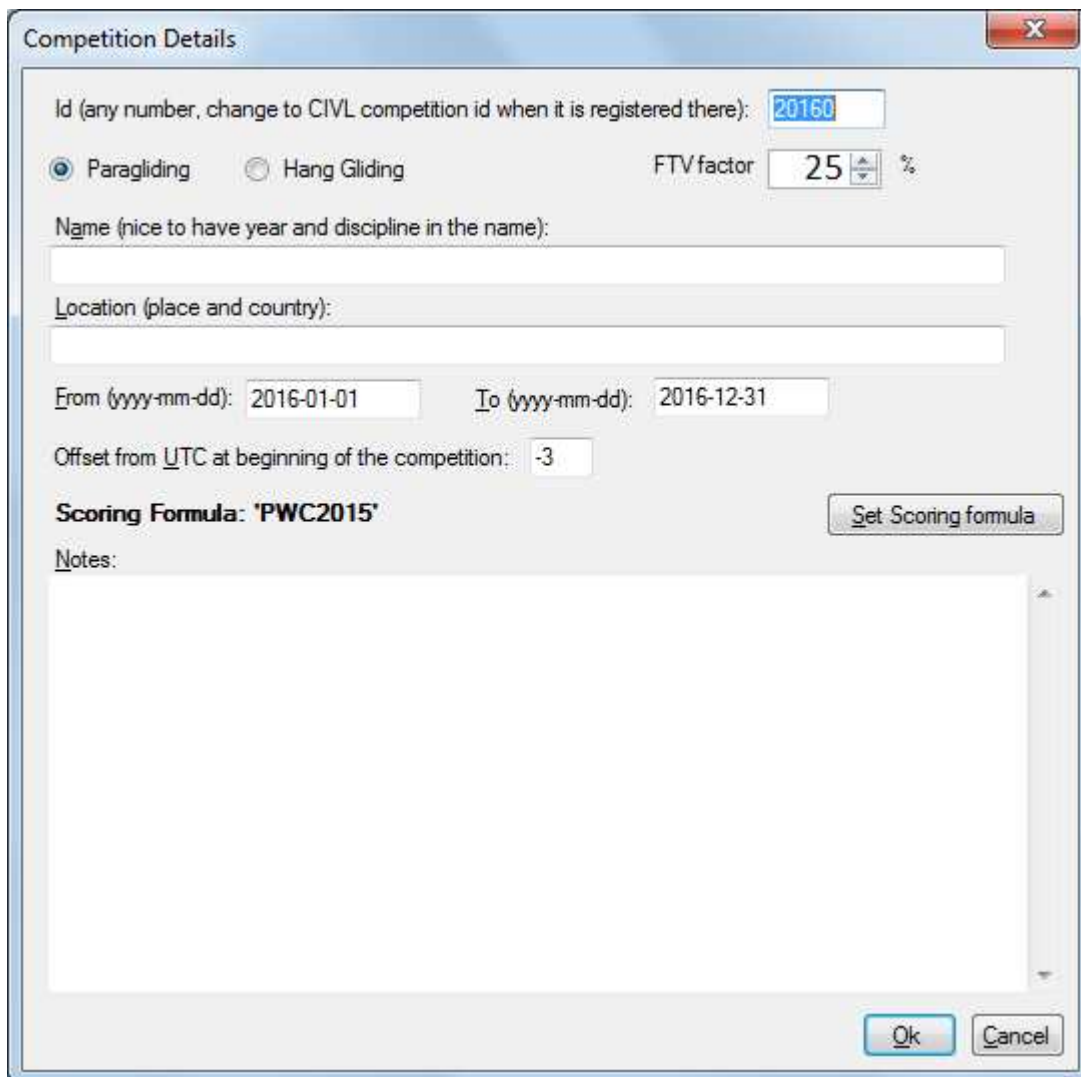 Competition Details
Id (any number, change to CIVL competition id when it is registered there): 20160
Paragliding Hang Gliding FTV factor 25 %
Name (nice to have year and discipline in the name):
Location (place and country):
From (yyyy-mm-dd): 2016-01-01 To (yyyy-mm-dd): 2016-12-31
Offset from UTC at beginning of the competition: -3
Scoring Formula: 'PWC2015' Set Scoring formula
Notes:
Ok Cancel